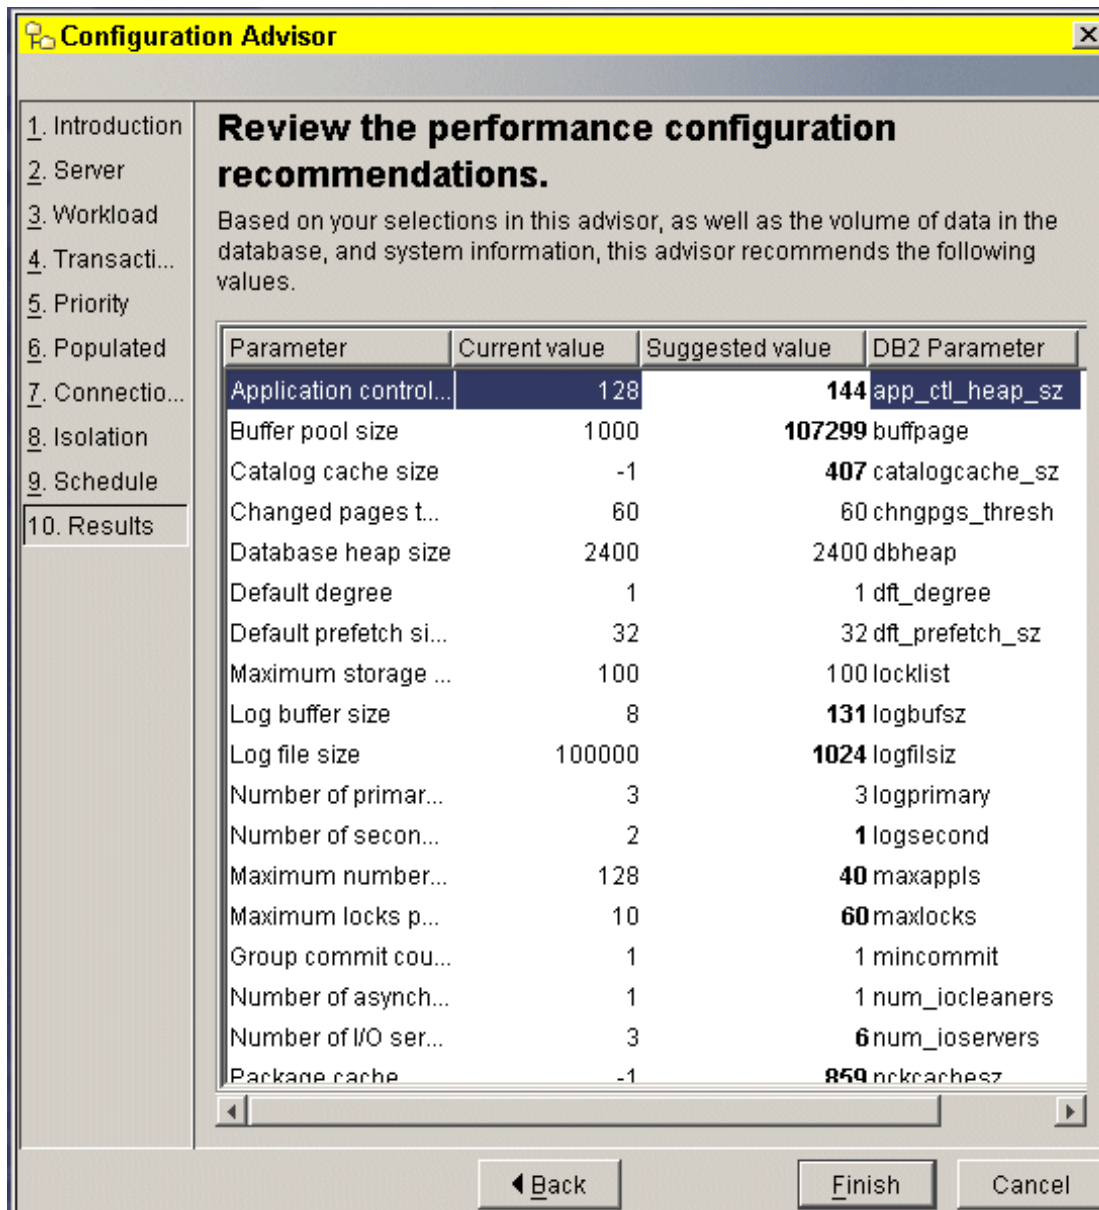 Configuration Advisor
1. Introduction
2. Server
3. Workload
4. Transacti...
5. Priority
6. Populated
7. Connectio...
8. Isolation
9. Schedule
10. Results
Review the performance configuration
recommendations.
Based on your selections in this advisor, as well as the volume of data in the
database, and system information, this advisor recommends the following
values.
Parameter Current value Suggested value DB2 Parameter
Application control... 128 144 app_ctl_heap_sz
Buffer pool size 1000 107299 buffpage
Catalog cache size -1 407 catalogcache_sz
Changed pages t... 60 60 chngpgs_thresh
Database heap size 2400 2400 dbheap
Default degree 1 1 dft_degree
Default prefetch si... 32 32 dft_prefetch_sz
Maximum storage ... 100 100 locklist
Log buffer size 8 131 logbufsz
Log file size 100000 1024 logfilsiz
Number of primar... 3 3 logprimary
Number of secon... 2 1 logsecond
Maximum number... 128 40 maxappls
Maximum locks p... 10 60 maxlocks
Group commit cou... 1 1 mincommit
Number of asynch... 1 1 num_iocleaners
Number of I/O ser... 3 6 num_ioservers
Package cache -1 859 pckcachesz
Back Finish Cancel